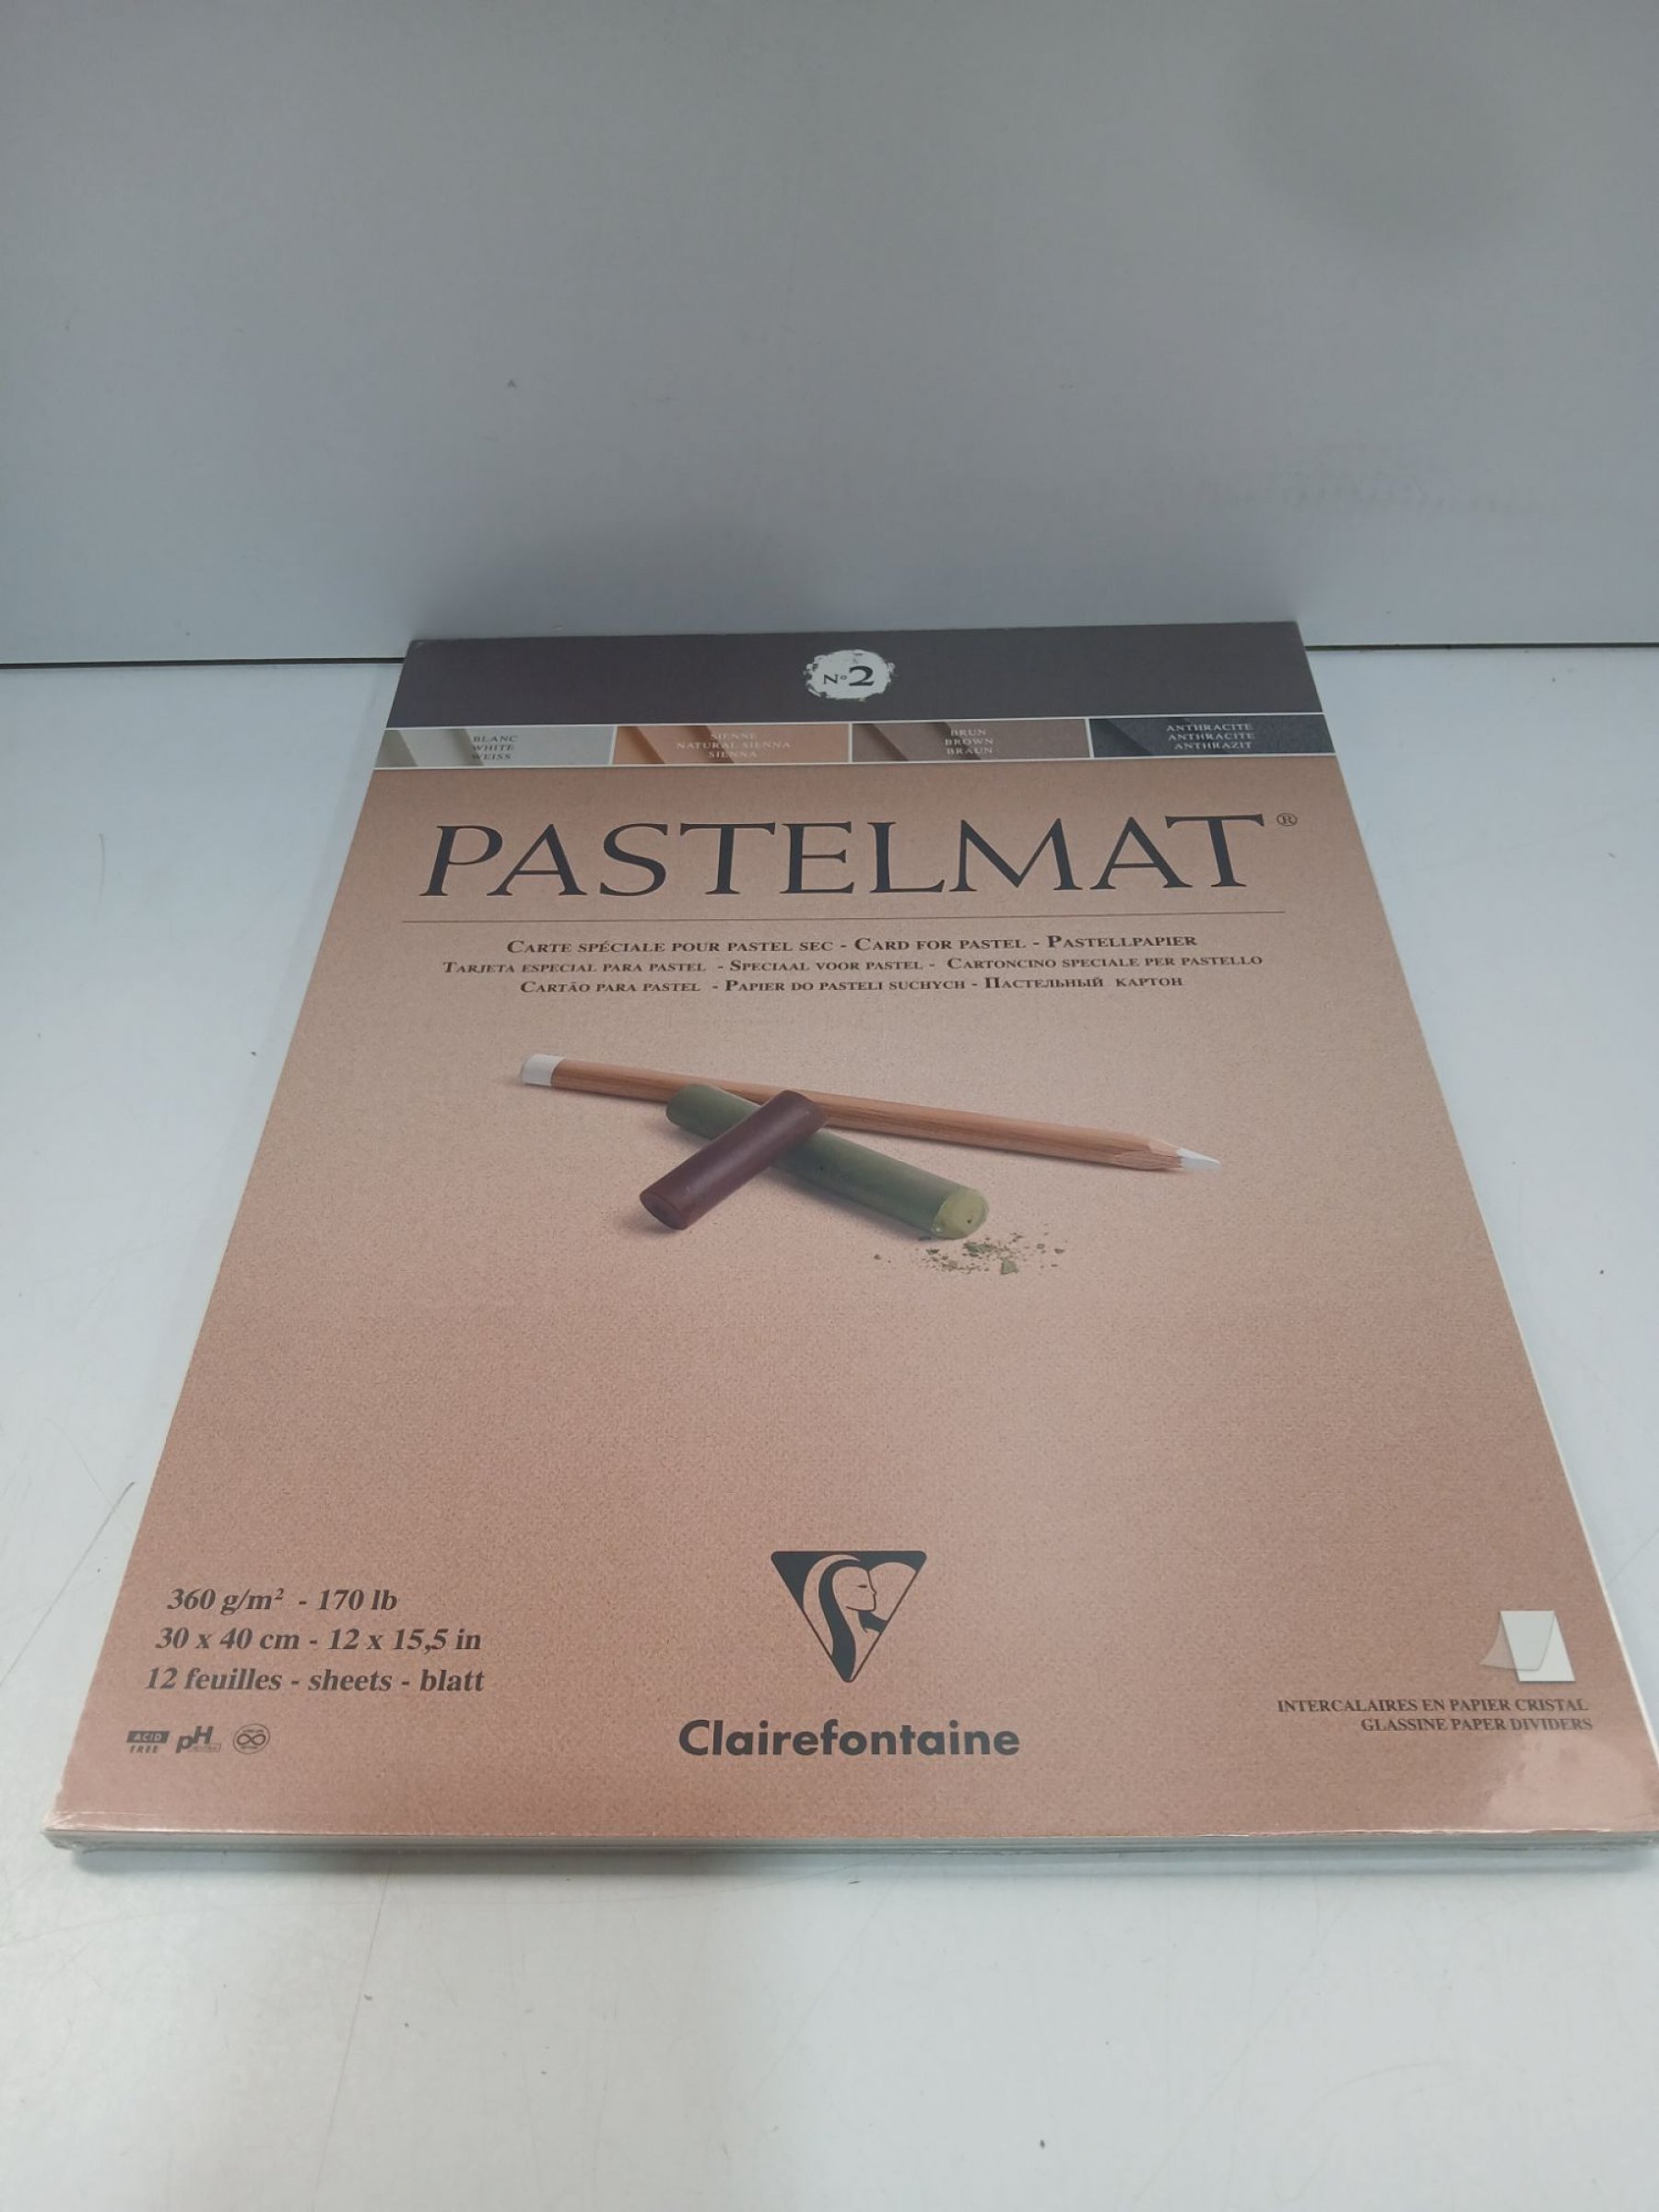 N°2
BLANC
WHITE
WEISS
SIENNE
NATURAL SIENNA
SIENNA
BRUN
BROWN
BRAUN
ANTHRACITE
ANTHRACITE
ANTHRAZIT
PASTELMAT®
CARTE SPÉCIALE POUR PASTEL SEC - CARD FOR PASTEL - PASTELLPAPIER
TARJETA ESPECIAL PARA PASTEL - SPECIAAL VOOR PASTEL - CARTONCINO SPECIALE PER PASTELLO
CARTÃO PARA PASTEL - PAPIER DO PASTELI SUCHYCH - ПАСТЕЛЬНЫЙ КАРТОН
360 g/m² - 170 lb
30 x 40 cm - 12 x 15,5 in
12 feuilles - sheets - blatt
ACID
FREE
pH
Clairefontaine
INTERCALAIRES EN PAPIER CRISTAL
GLASSINE PAPER DIVIDERS